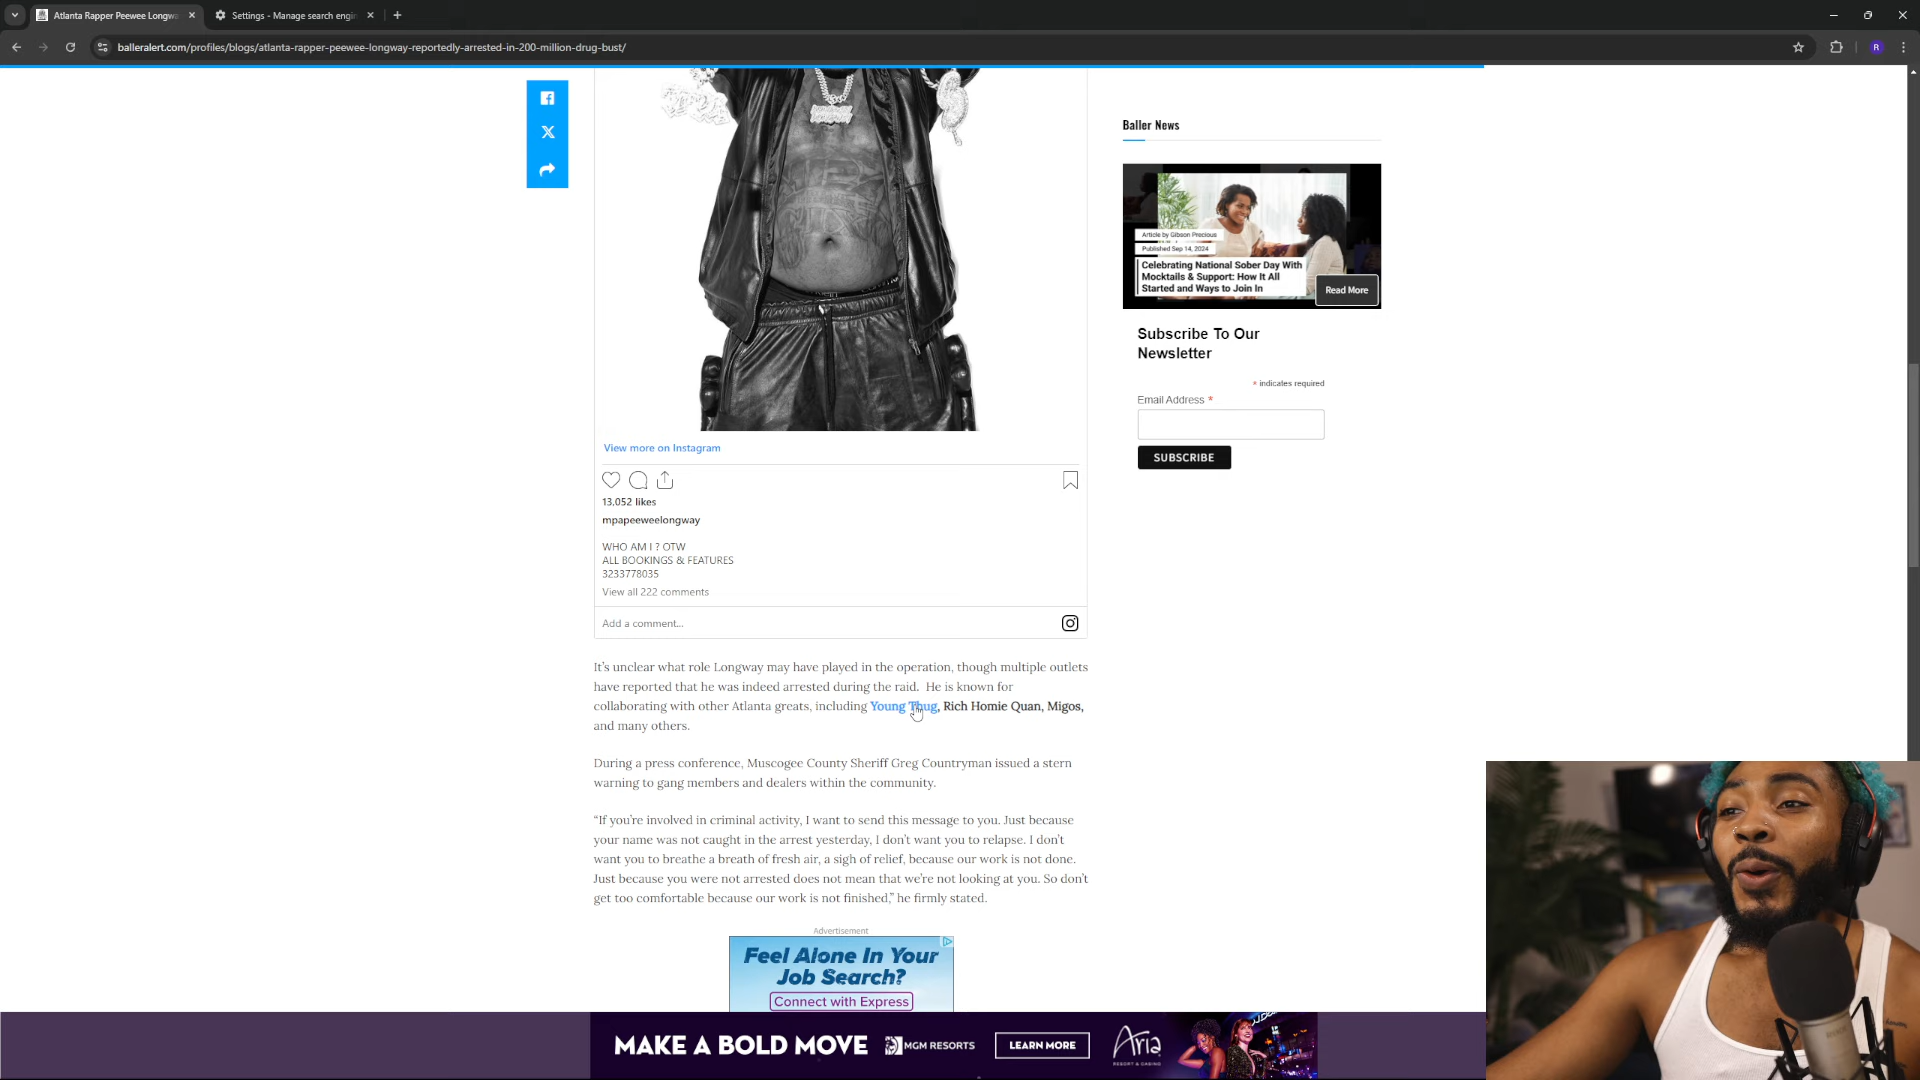 Atlanta Rapper Peewee Longwa
Settings - Manage search engin
balleralert.com/profiles/blogs/atlanta-rapper-peewee-longway-reportedly-arrested-in-200-million-drug-bust/
R
Baller News
Article by Gibson Precious
Published Sep 14, 2024
Celebrating National Sober Day With
Mocktails & Support: How It All
Started and Ways to Join In
Read More
Subscribe To Our
Newsletter
* indicates required
Email Address *
SUBSCRIBE
View more on Instagram
13,052 likes
mpapeeweelongway
WHO AM I ? OTW
ALL BOOKINGS & FEATURES
3233778035
View all 222 comments
Add a comment...
It's unclear what role Longway may have played in the operation, though multiple outlets
have reported that he was indeed arrested during the raid. He is known for
collaborating with other Atlanta greats, including Young Thug, Rich Homie Quan, Migos,
and many others.
During a press conference, Muscogee County Sheriff Greg Countryman issued a stern
warning to gang members and dealers within the community.
“If you're involved in criminal activity, I want to send this message to you. Just because
your name was not caught in the arrest yesterday, I don't want you to relapse. I don't
want you to breathe a breath of fresh air, a sigh of relief, because our work is not done.
Just because you were not arrested does not mean that we're not looking at you. So don't
get too comfortable because our work is not finished,” he firmly stated.
Advertisement
Feel Alone In Your
Job Search?
Connect with Express
MAKE A BOLD MOVE
MGM RESORTS
LEARN MORE
Aria
RESORT & CASINO